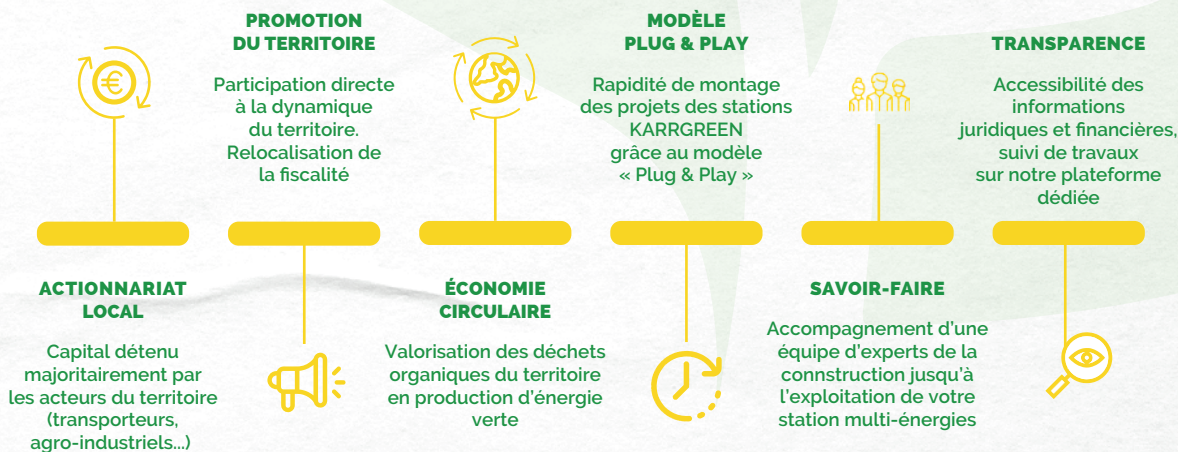 PROMOTION
DU TERRITOIRE
Participation directe
à la dynamique
du territoire.
Relocalisation de
la fiscalité
MODÈLE
PLUG & PLAY
Rapidité de montage
des projets des stations
KARRGREEN
grâce au modèle
« Plug & Play »
TRANSPARENCE
Accessibilité des
informations
juridiques et financières,
suivi de travaux
sur notre plateforme
dédiée
ACTIONNARIAT
LOCAL
Capital détenu
majoritairement par
les acteurs du territoire
(transporteurs,
agro-industriels...)
ÉCONOMIE
CIRCULAIRE
Valorisation des déchets
organiques du territoire
en production d'énergie
verte
SAVOIR-FAIRE
Accompagnement d'une
équipe d'experts de la
connstruction jusqu'à
l'exploitation de votre
station multi-énergies